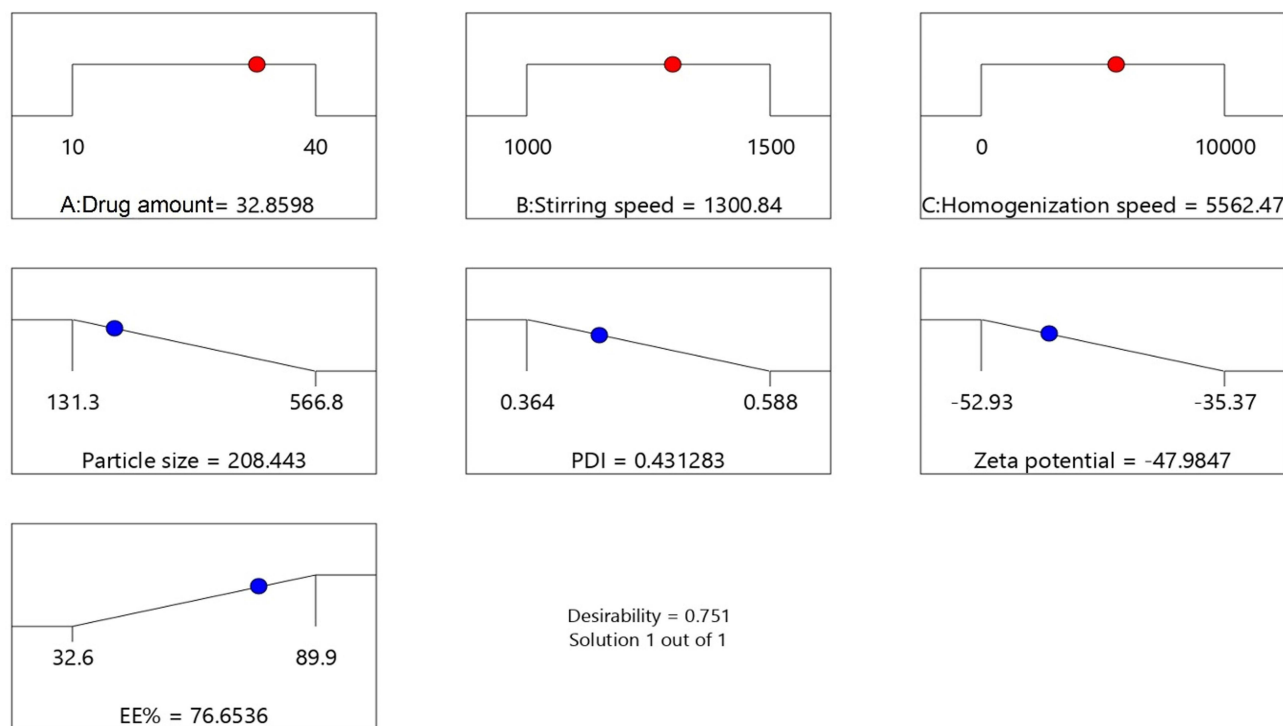 10 40
A:Drug amount= 32.8598
1000 1500
B:Stirring speed = 1300.84
0 10000
C:Homogenization speed = 5562.47
131.3 566.8
Particle size = 208.443
0.364 0.588
PDI = 0.431283
-52.93 -35.37
Zeta potential = -47.9847
32.6 89.9
EE% = 76.6536
Desirability = 0.751
Solution 1 out of 1